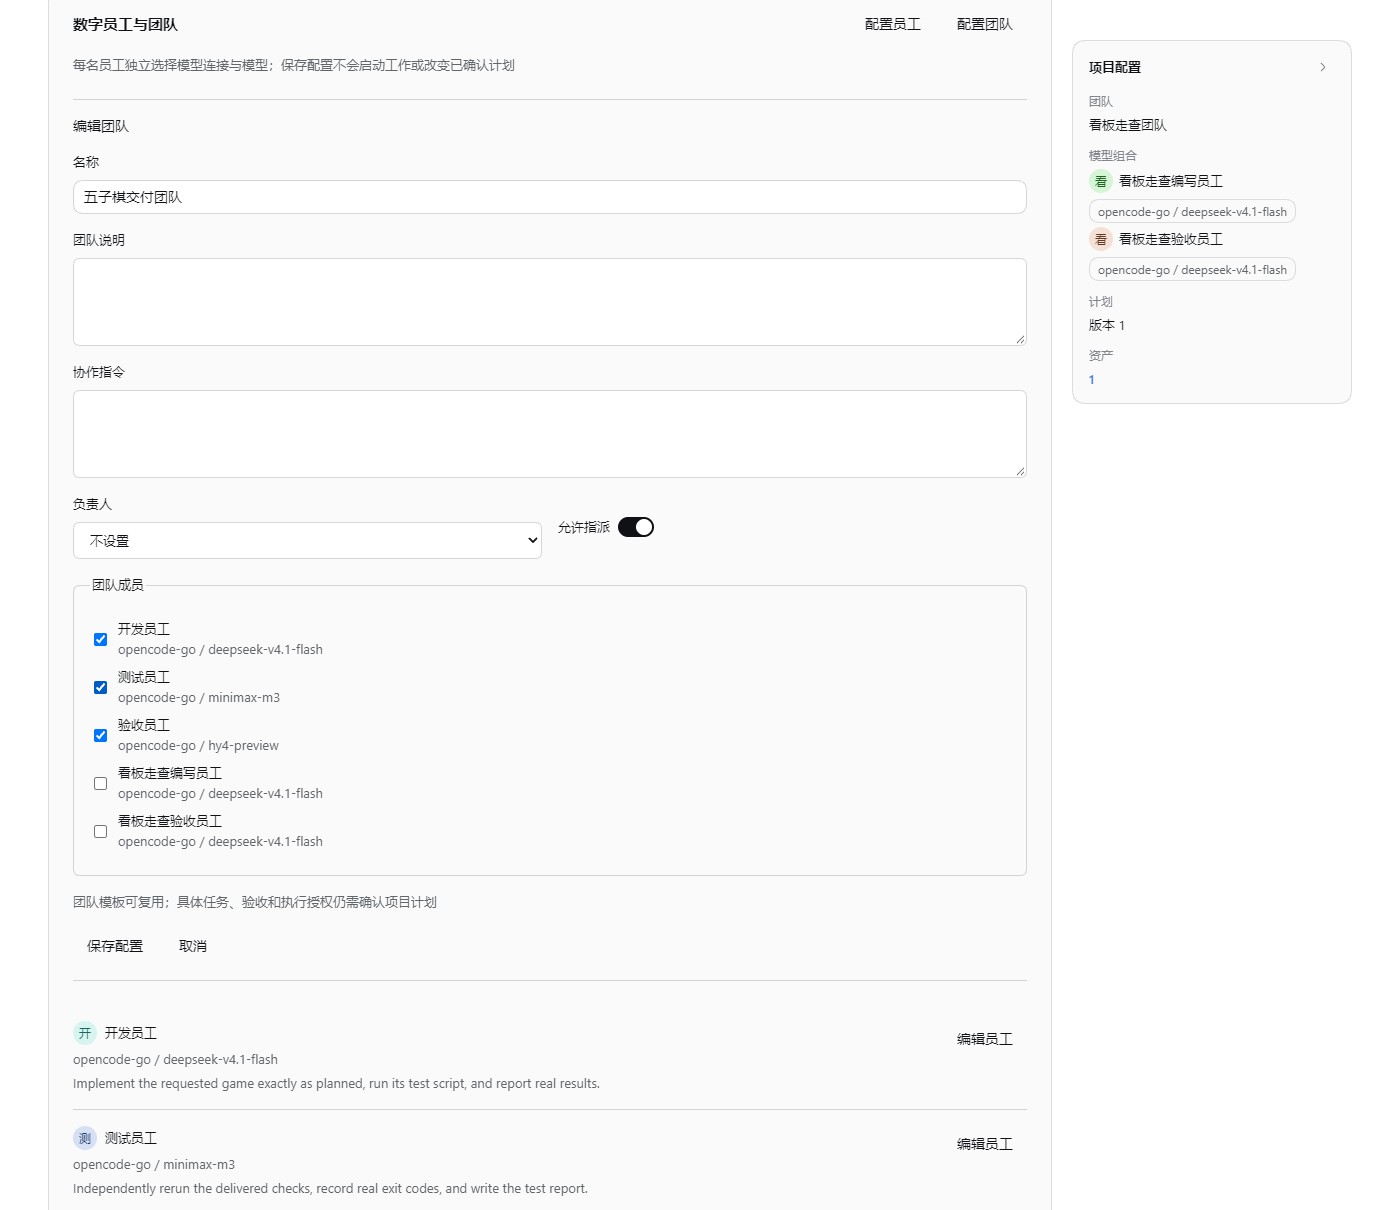 数字员工与团队
配置员工
配置团队
每名员工独立选择模型连接与模型；保存配置不会启动工作或改变已确认计划
编辑团队
名称
五子棋交付团队
团队说明
协作指令
负责人
不设置
允许指派
团队成员
开发员工
opencode-go / deepseek-v4.1-flash
测试员工
opencode-go / minimax-m3
验收员工
opencode-go / hy4-preview
看板走查编写员工
opencode-go / deepseek-v4.1-flash
看板走查验收员工
opencode-go / deepseek-v4.1-flash
团队模板可复用；具体任务、验收和执行授权仍需确认项目计划
保存配置
取消
开 开发员工
编辑员工
opencode-go / deepseek-v4.1-flash
Implement the requested game exactly as planned, run its test script, and report real results.
测 测试员工
编辑员工
opencode-go / minimax-m3
Independently rerun the delivered checks, record real exit codes, and write the test report.
项目配置
团队
看板走查团队
模型组合
看 看板走查编写员工
opencode-go / deepseek-v4.1-flash
看 看板走查验收员工
opencode-go / deepseek-v4.1-flash
计划
版本 1
资产
1